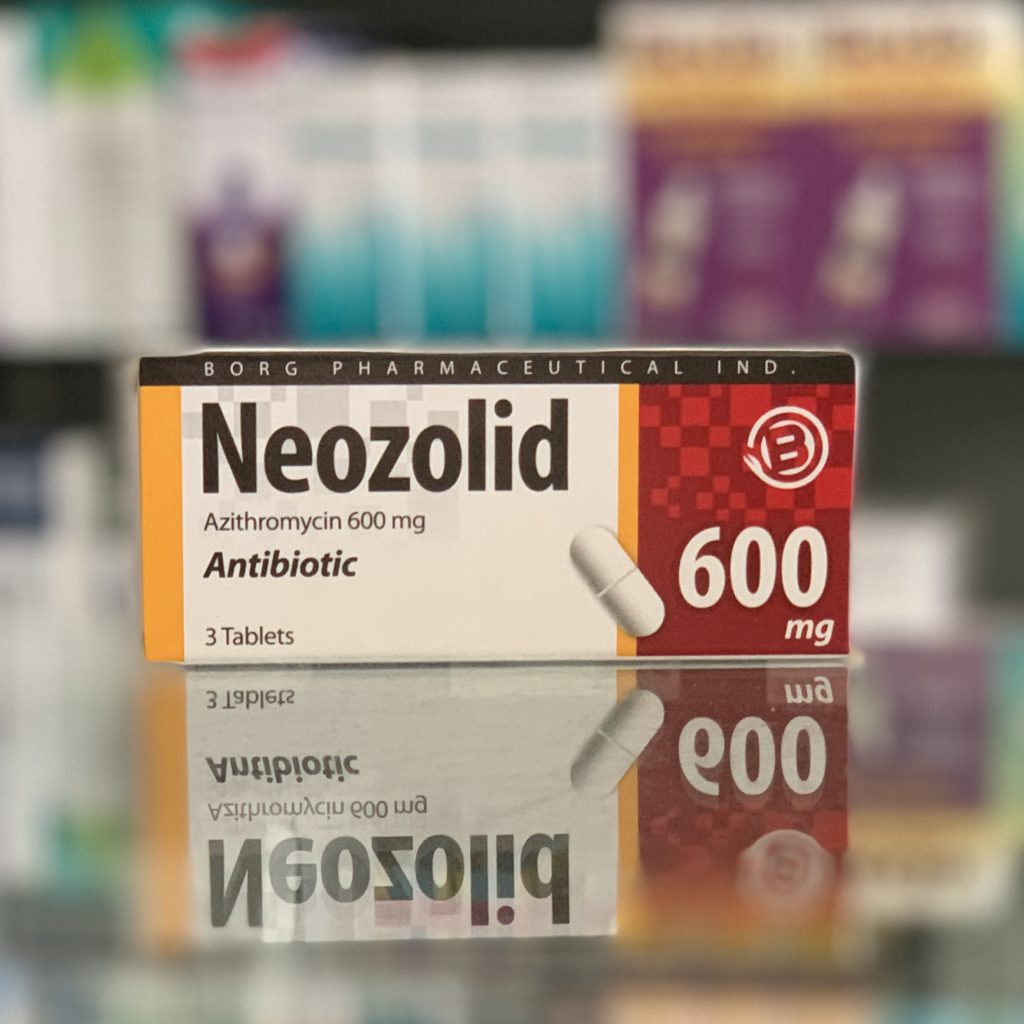 BORG PHARMACEUTICAL IND.
Neozolid
Azithromycin 600 mg
Antibiotic
3 Tablets
B
600
mg